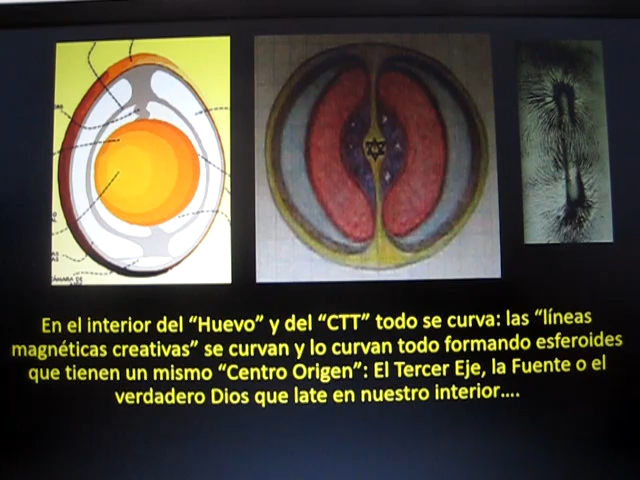 CÁMARA DE
En el interior del “Huevo” y del “CTT” todo se curva: las “líneas
magnéticas creativas” se curvan y lo curvan todo formando esferoides
que tienen un mismo “Centro Origen”: El Tercer Eje, la Fuente o el
verdadero Dios que late en nuestro interior....